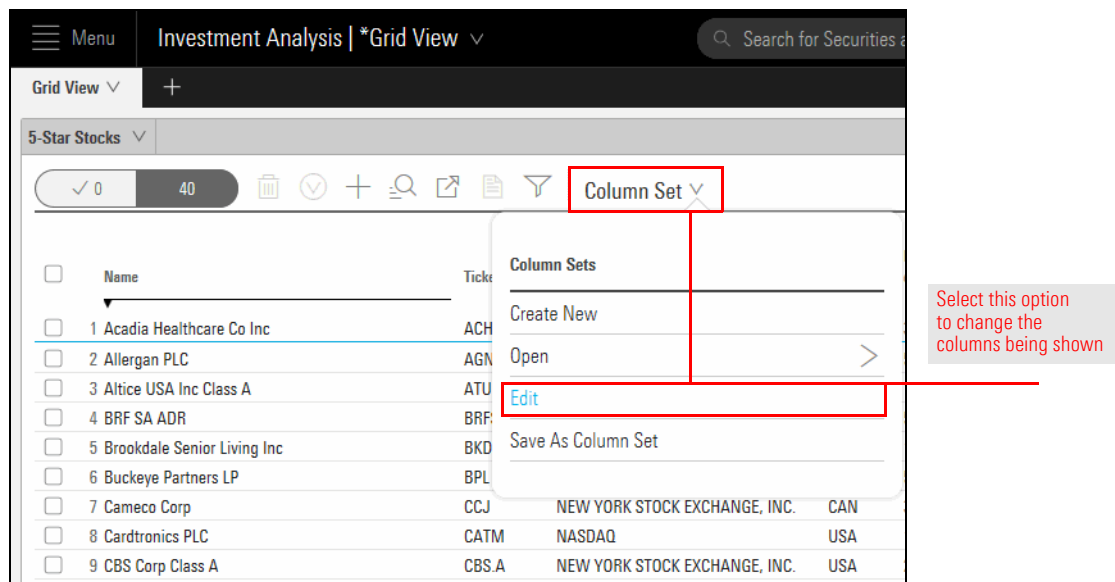 Menu
Investment Analysis | *Grid View
Search for Securities
Grid View
5-Star Stocks
0
40
Column Set
Column Sets
Create New
Open
Edit
Save As Column Set
Select this option
to change the
columns being shown
Name
1 Acadia Healthcare Co Inc ACH
2 Allergan PLC AGN
3 Altice USA Inc Class A ATU
4 BRF SA ADR
5 Brookdale Senior Living Inc BKD
6 Buckeye Partners LP BPL
7 Cameco Corp CCJ NEW YORK STOCK EXCHANGE, INC. CAN
8 Cardtronics PLC CATM NASDAQ USA
9 CBS Corp Class A CBS.A NEW YORK STOCK EXCHANGE, INC. USA